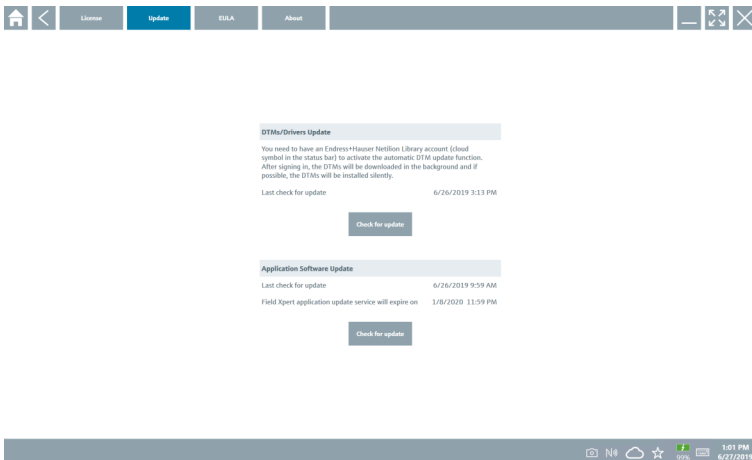 License Update EULA About
DTMs/Drivers Update
You need to have an Endress+Hauser Netilion Library account (cloud
symbol in the status bar) to activate the automatic DTM update function.
After signing in, the DTMs will be downloaded in the background and if
possible, the DTMs will be installed silently.
Last check for update 6/26/2019 3:13 PM
Check for update
Application Software Update
Last check for update 6/26/2019 9:59 AM
Field Xpert application update service will expire on 1/8/2020 11:59 PM
Check for update
99%
1:01 PM
6/27/2019